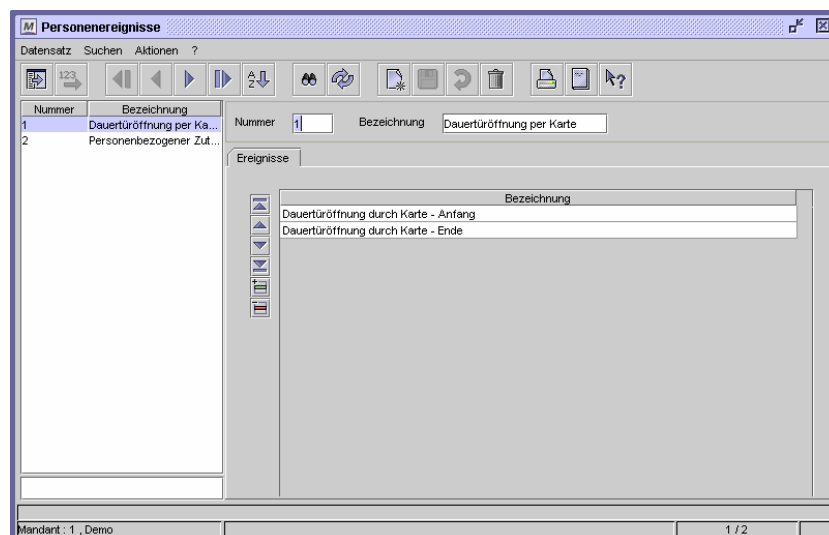 M Personenereignisse
Datensatz Suchen Aktionen ?
123
A
Z
?
Nummer Bezeichnung
1 Dauertüröffnung per Ka...
2 Personenbezogener Zut...
Nummer 1 Bezeichnung Dauertüröffnung per Karte
Ereignisse
Bezeichnung
Dauertüröffnung durch Karte - Anfang
Dauertüröffnung durch Karte - Ende
Mandant : 1 , Demo
1 / 2